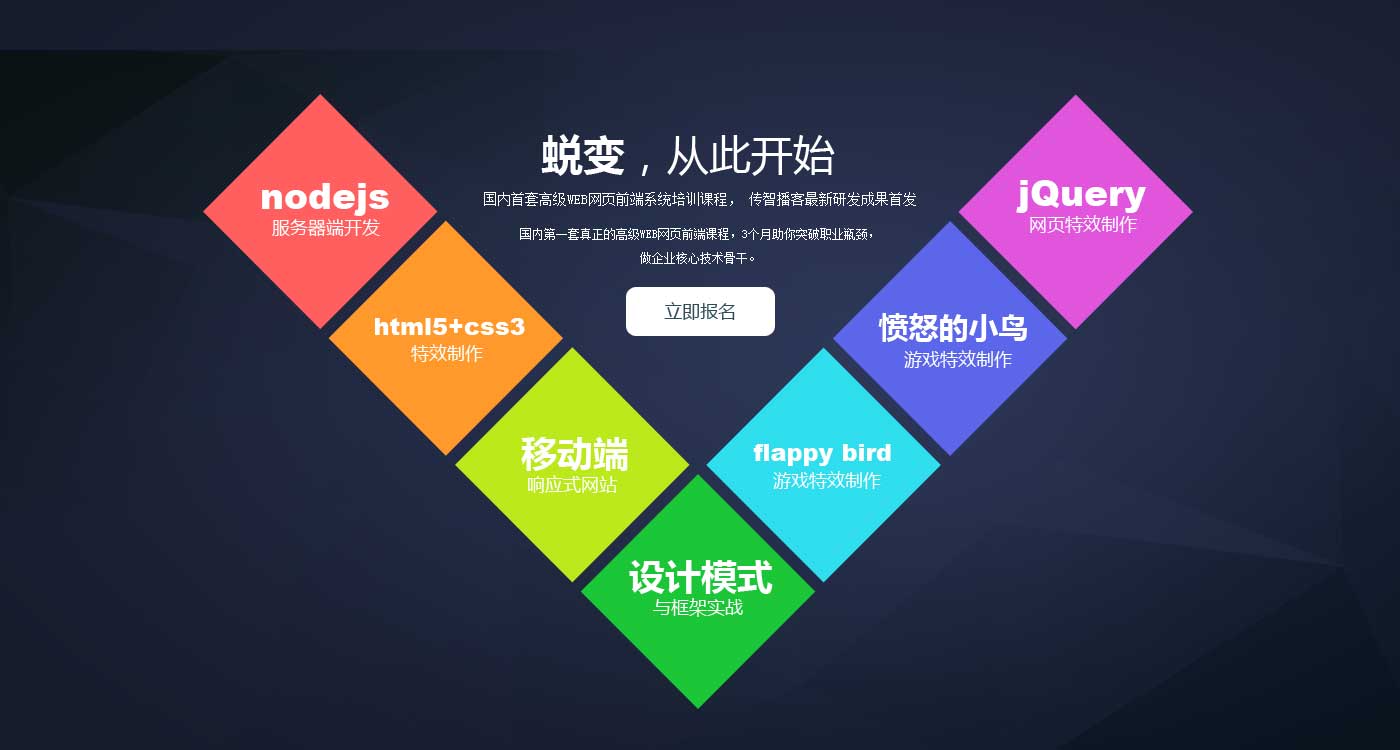 蜕变，从此开始
国内首套高级WEB网页前端系统培训课程， 传智播客最新研发成果首发
国内第一套真正的高级WEB网页前端课程，3个月助你突破职业瓶颈，
做企业核心技术骨干。
立即报名
nodejs
服务器端开发
html5+css3
特效制作
移动端
响应式网站
设计模式
与框架实战
flappy bird
游戏特效制作
愤怒的小鸟
游戏特效制作
jQuery
网页特效制作